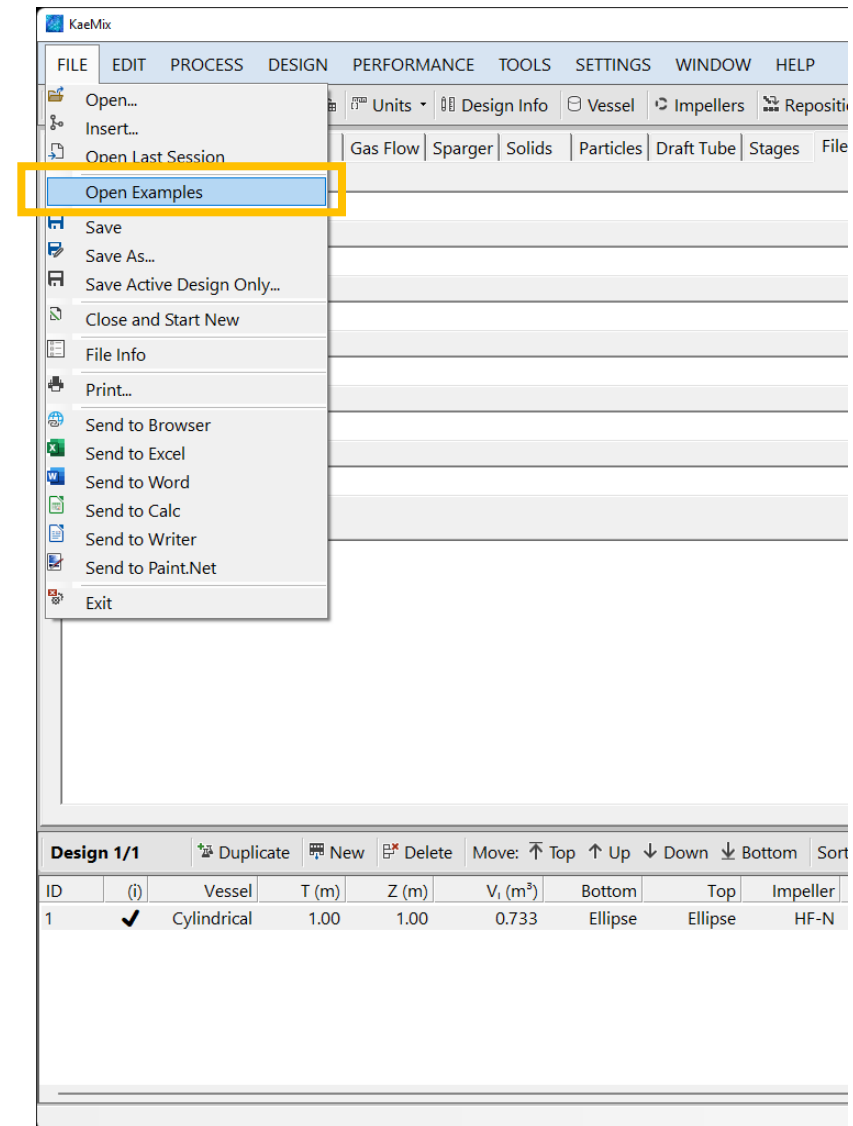 KaeMix
FILE EDIT PROCESS DESIGN PERFORMANCE TOOLS SETTINGS WINDOW HELP
Units Design Info Vessel Impellers Repositi
Gas Flow Sparger Solids Particles Draft Tube Stages File
Open...
Insert...
Open Last Session
Open Examples
Save
Save As...
Save Active Design Only...
Close and Start New
File Info
Print...
Send to Browser
Send to Excel
Send to Word
Send to Calc
Send to Writer
Send to Paint.Net
Exit
Design 1/1 Duplicate New Delete Move: Top Up Down Bottom Sort
ID (i) Vessel T (m) Z (m) Vₗ (m³) Bottom Top Impeller
1 ✔ Cylindrical 1.00 1.00 0.733 Ellipse Ellipse HF-N